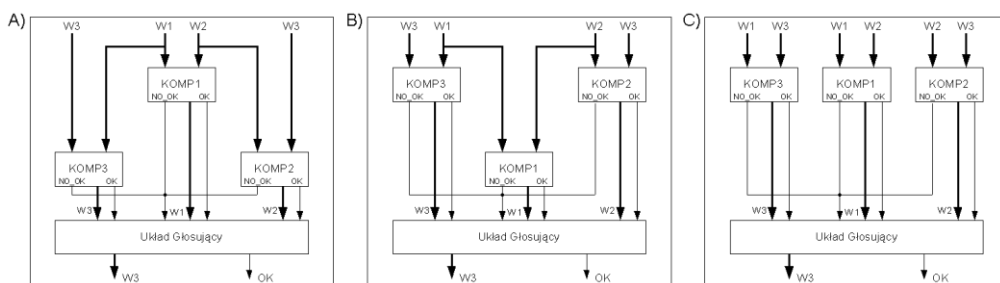 A) W3 W1 W2 W3 B) W3 W1 W2 W3 C) W1 W3 W1 W2 W2 W3
KOMP1 KOMP3 KOMP2 KOMP3 KOMP1 KOMP2
NO_OK OK NO_OK OK NO_OK OK NO_OK OK NO_OK OK NO_OK OK
KOMP3 KOMP2 KOMP1
NO_OK OK NO_OK OK NO_OK OK
W3 W1 W2 W3 W1 W2 W3 W1 W2
Układ Głosujący Układ Głosujący Układ Głosujący
W3 OK W3 OK W3 OK